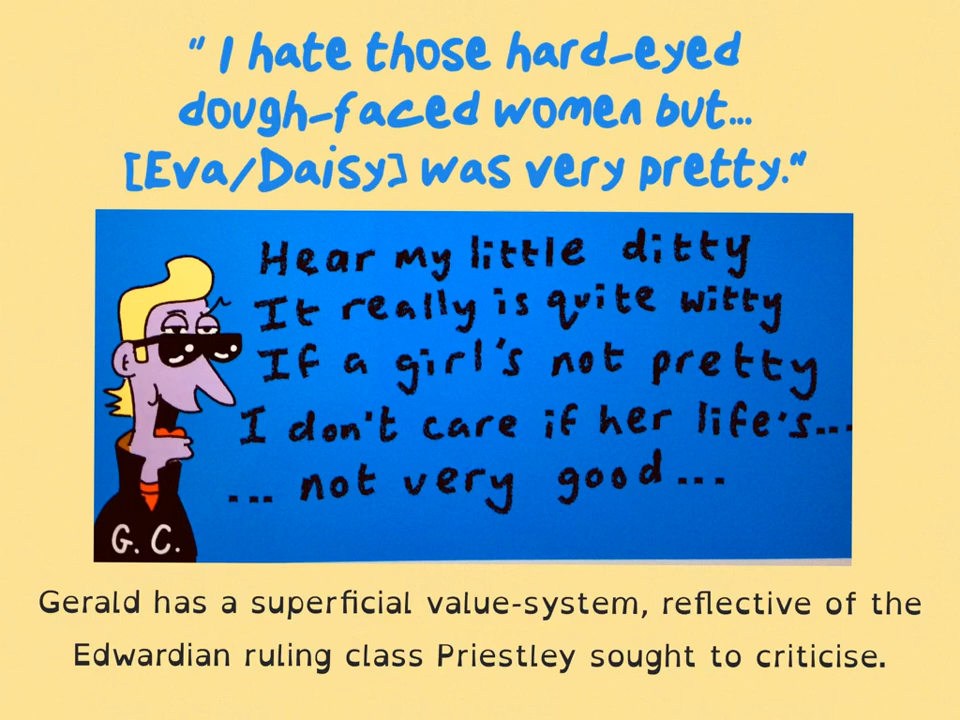 " I hate those hard-eyed
dough-faced women but...
[Eva/Daisy] was very pretty."
Hear my little ditty
It really is quite witty
If a girl's not pretty
I don't care if her life's...
... not very good...
G. C.
Gerald has a superficial value-system, reflective of the
Edwardian ruling class Priestley sought to criticise.